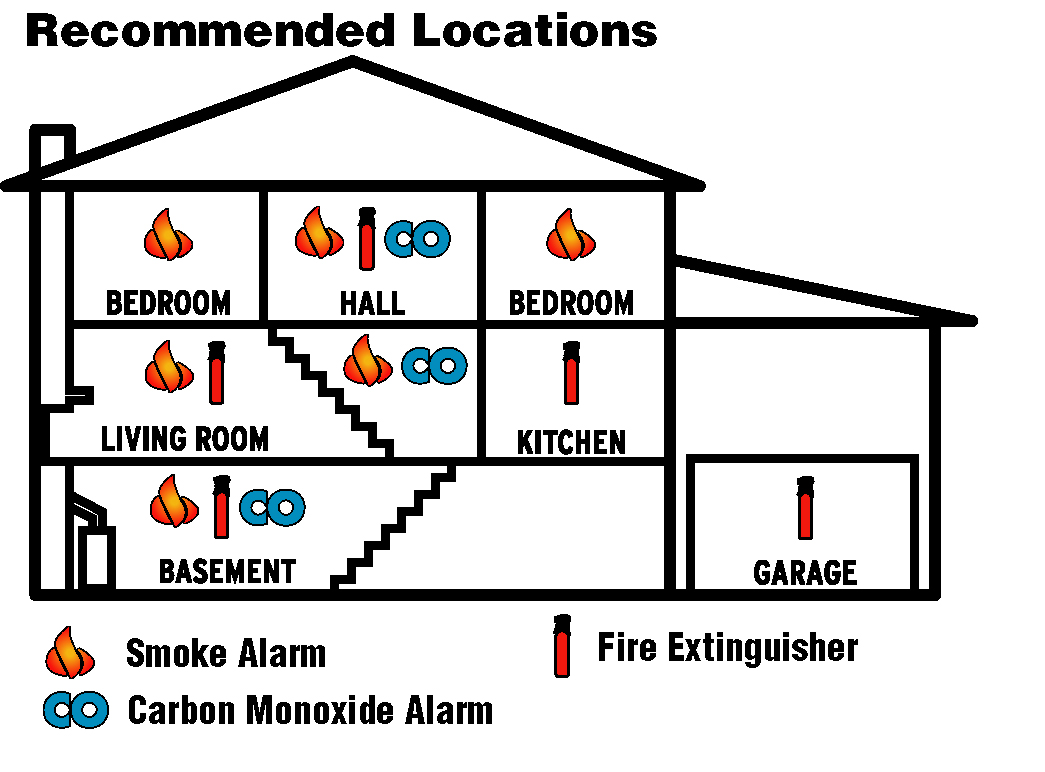 Recommended Locations
CO
BEDROOM
HALL
BEDROOM
CO
LIVING ROOM
KITCHEN
CO
BASEMENT
GARAGE
Smoke Alarm
Fire Extinguisher
CO
Carbon Monoxide Alarm